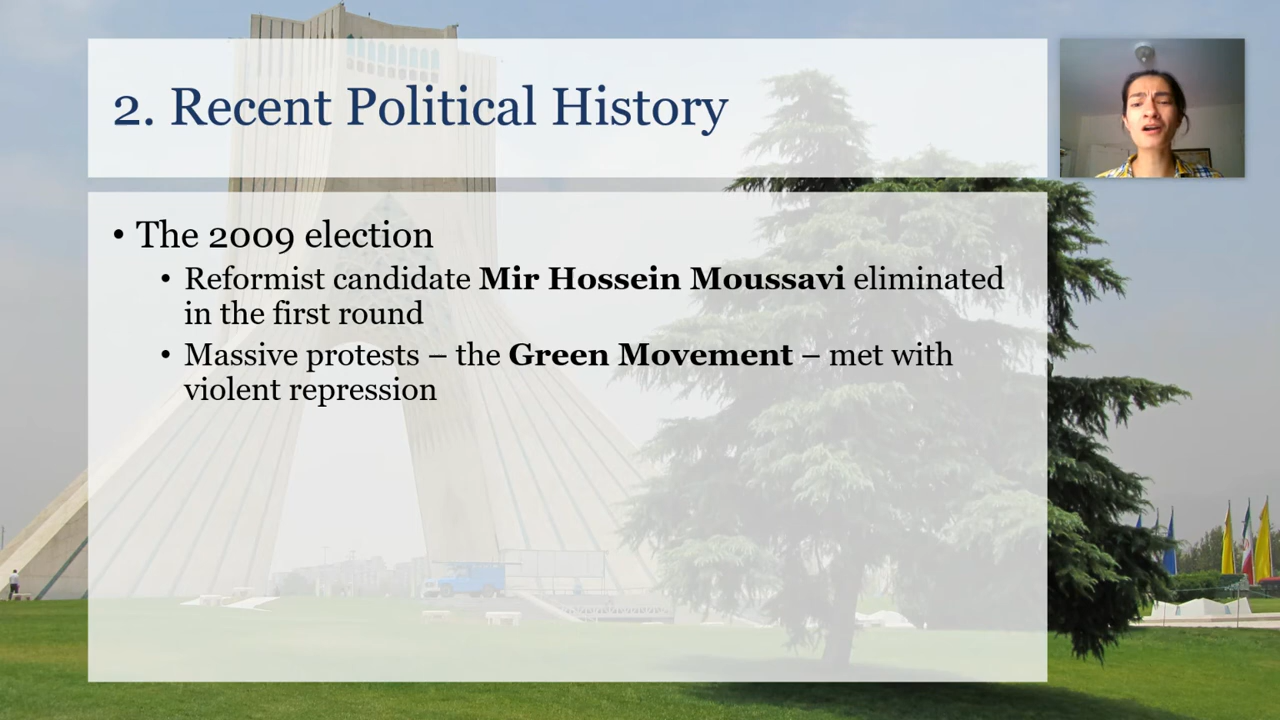 2. Recent Political History
• The 2009 election
• Reformist candidate Mir Hossein Moussavi eliminated
in the first round
• Massive protests – the Green Movement – met with
violent repression